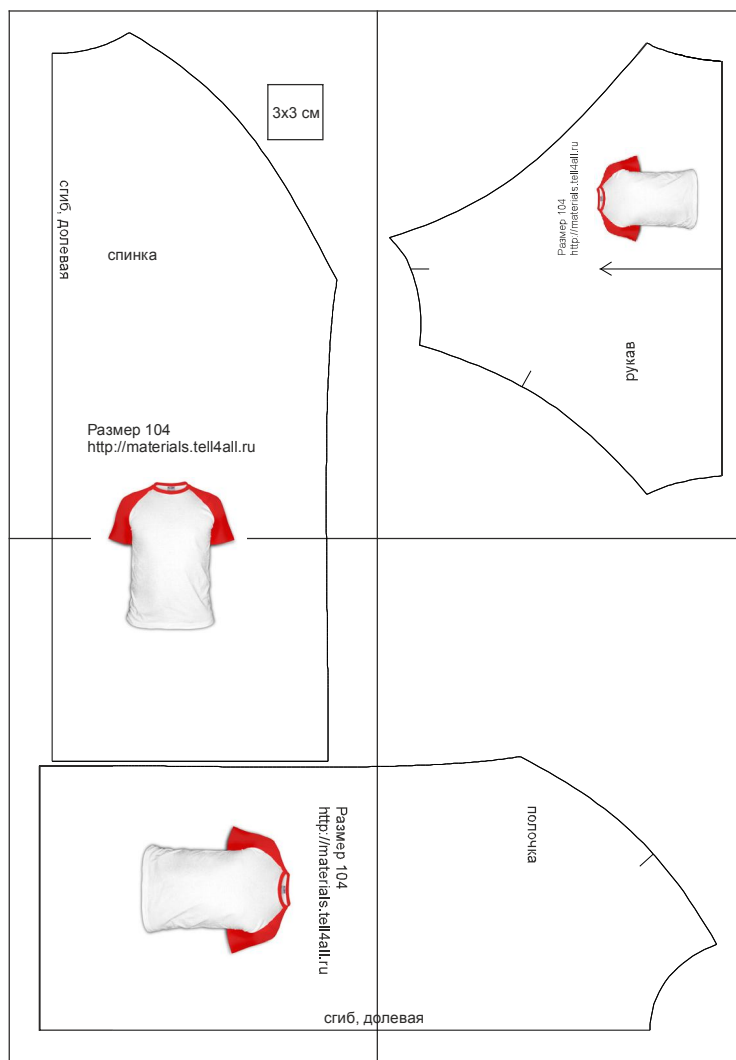 3x3 см
сгиб, долевая
спинка
Размер 104
http://materials.tell4all.ru
Размер 104
http://materials.tell4all.ru
рукав
Размер 104
http://materials.tell4all.ru
полочка
сгиб, долевая